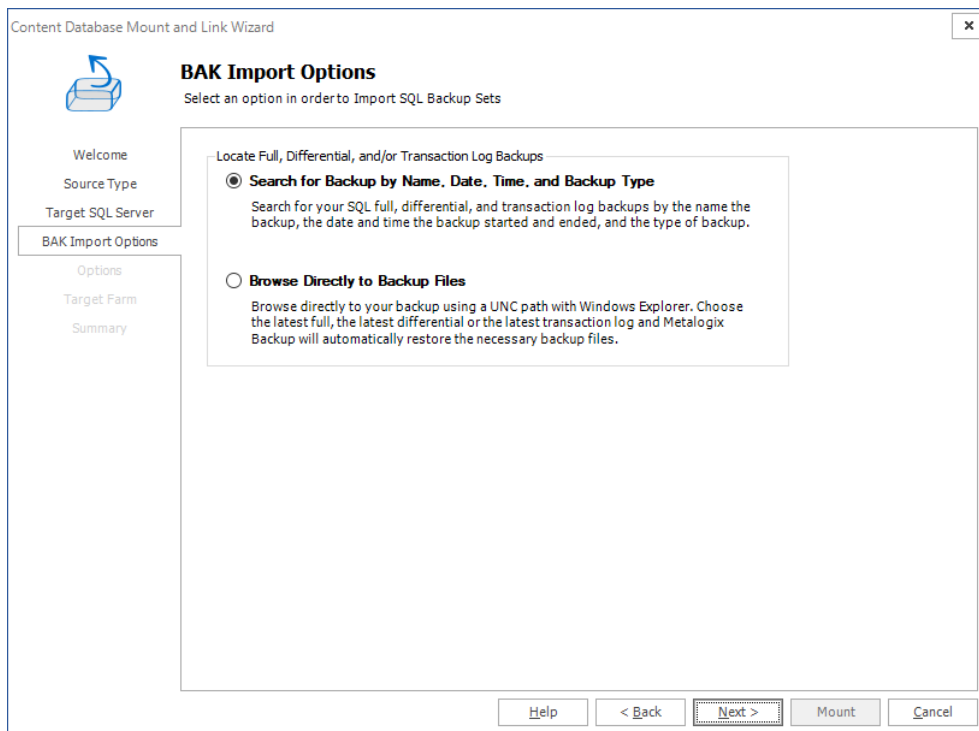 Content Database Mount and Link Wizard
BAK Import Options
Select an option in order to Import SQL Backup Sets
Welcome
Source Type
Target SQL Server
BAK Import Options
Options
Target Farm
Summary
Locate Full, Differential, and/or Transaction Log Backups
Search for Backup by Name, Date, Time, and Backup Type
Search for your SQL full, differential, and transaction log backups by the name the
backup, the date and time the backup started and ended, and the type of backup.
Browse Directly to Backup Files
Browse directly to your backup using a UNC path with Windows Explorer. Choose
the latest full, the latest differential or the latest transaction log and Metalogix
Backup will automatically restore the necessary backup files.
Help
< Back
Next >
Mount
Cancel